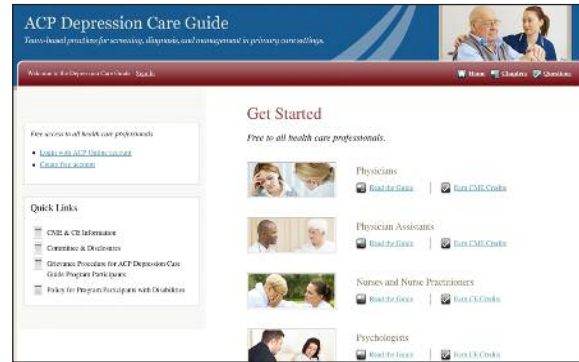 ACP Depression Care Guide
Team-based practices for screening, diagnosis, and management in primary care settings.
Welcome to the Depression Care Guide Sign In
Home Chapters Questions
Free access to all health care professionals
Login with ACP Online account
Create free account
Quick Links
CME & CE Information
Committee & Disclosures
Grievance Procedure for ACP Depression Care
Guide Program Participants
Policy for Program Participants with Disabilities
Get Started
Free to all health care professionals.
Physicians
Read the Guide Earn CME Credits
Physician Assistants
Read the Guide Earn CME Credits
Nurses and Nurse Practitioners
Read the Guide Earn CE Credits
Psychologists
Read the Guide Earn CE Credits